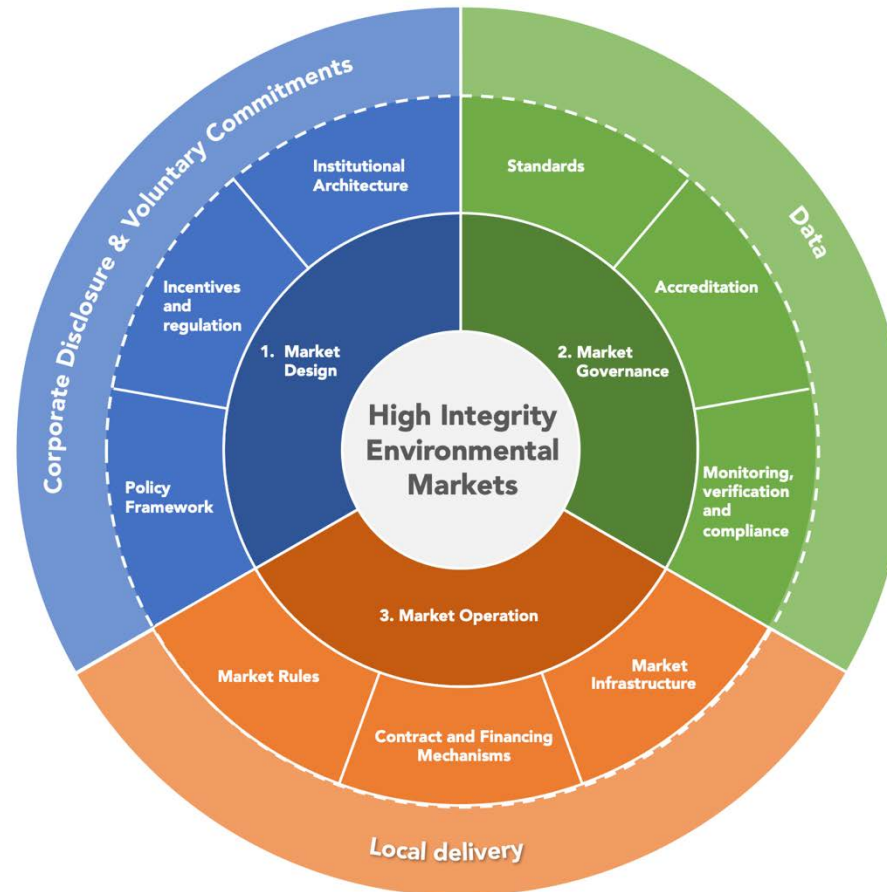 Corporate Disclosure & Voluntary Commitments
Data
Local delivery
Institutional
Architecture
Incentives
and
regulation
Policy
Framework
Standards
Accreditation
Monitoring,
verification
and
compliance
1. Market
Design
2. Market
Governance
High Integrity
Environmental
Markets
3. Market Operation
Market Rules
Contract and Financing
Mechanisms
Market
Infrastructure